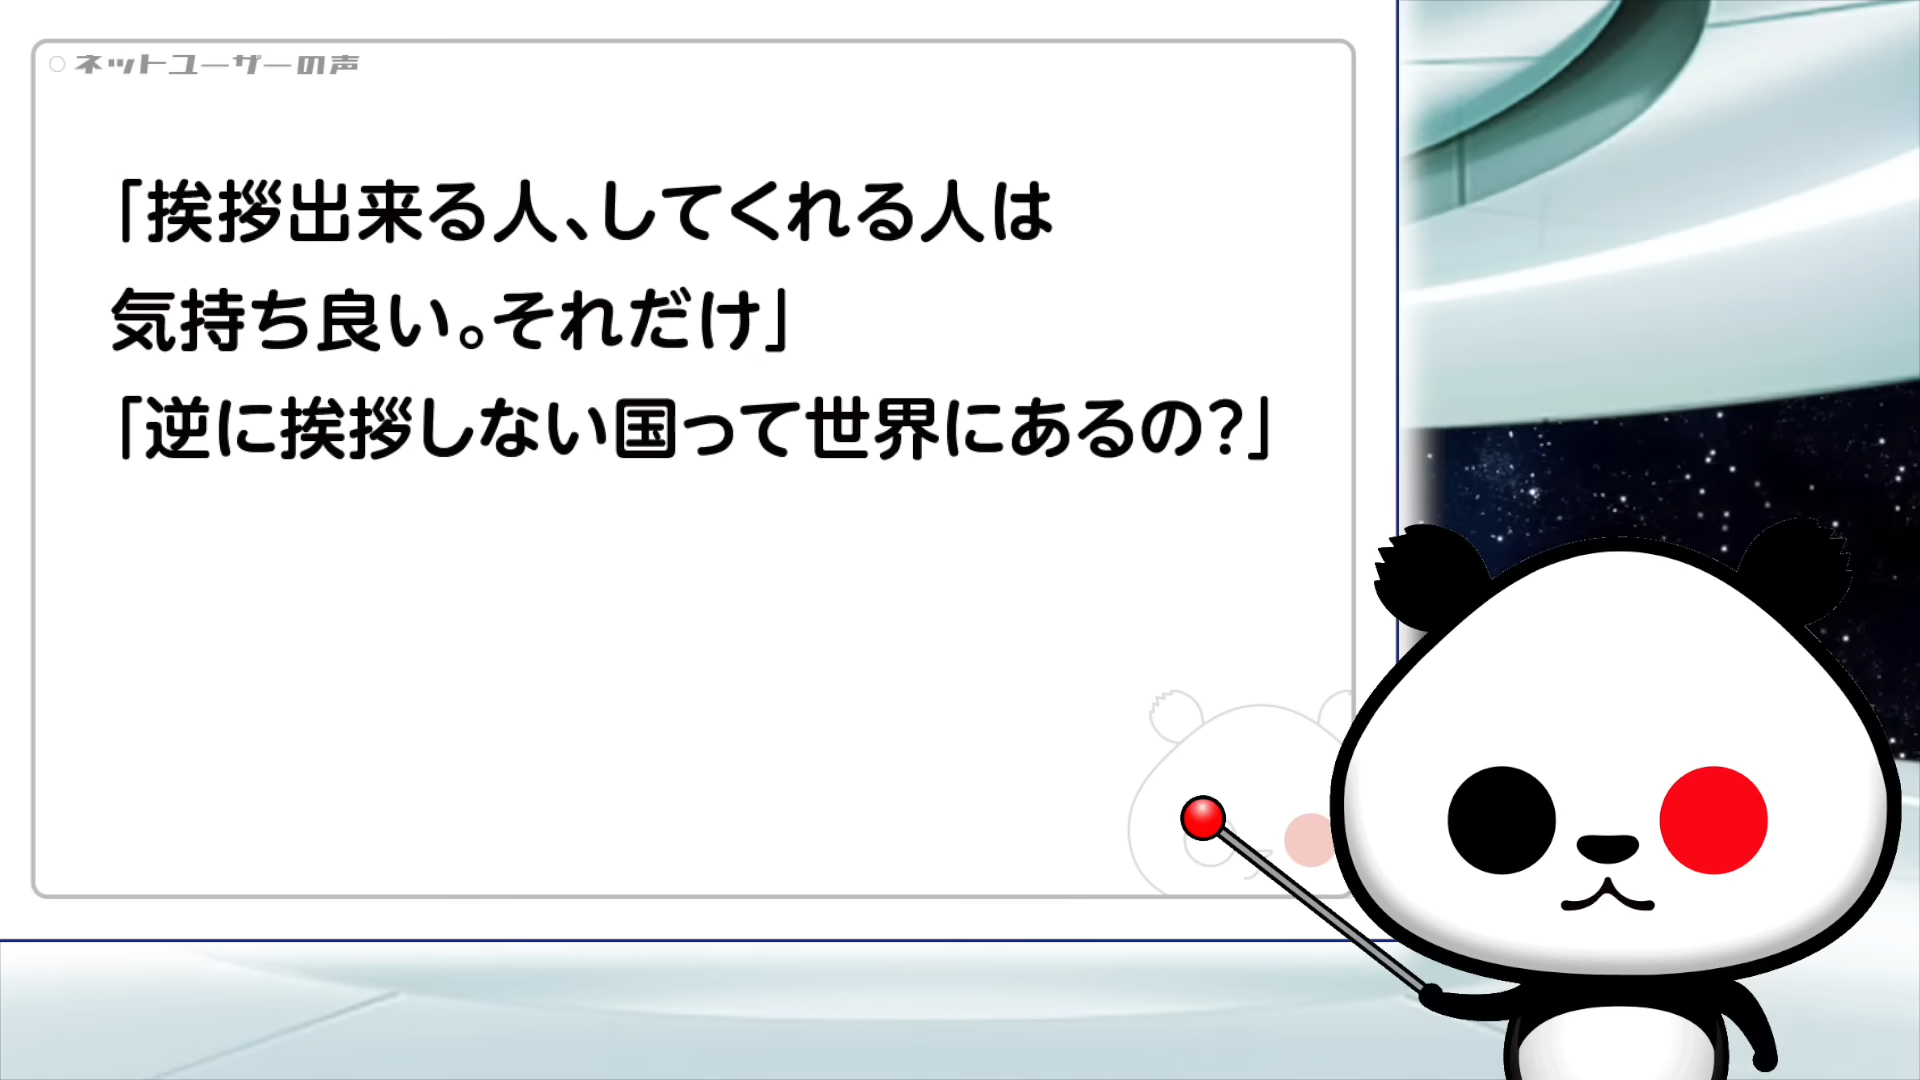 ネットユーザーの声
「挨拶出来る人、してくれる人は
気持ち良い。それだけ」
「逆に挨拶しない国って世界にあるの?」